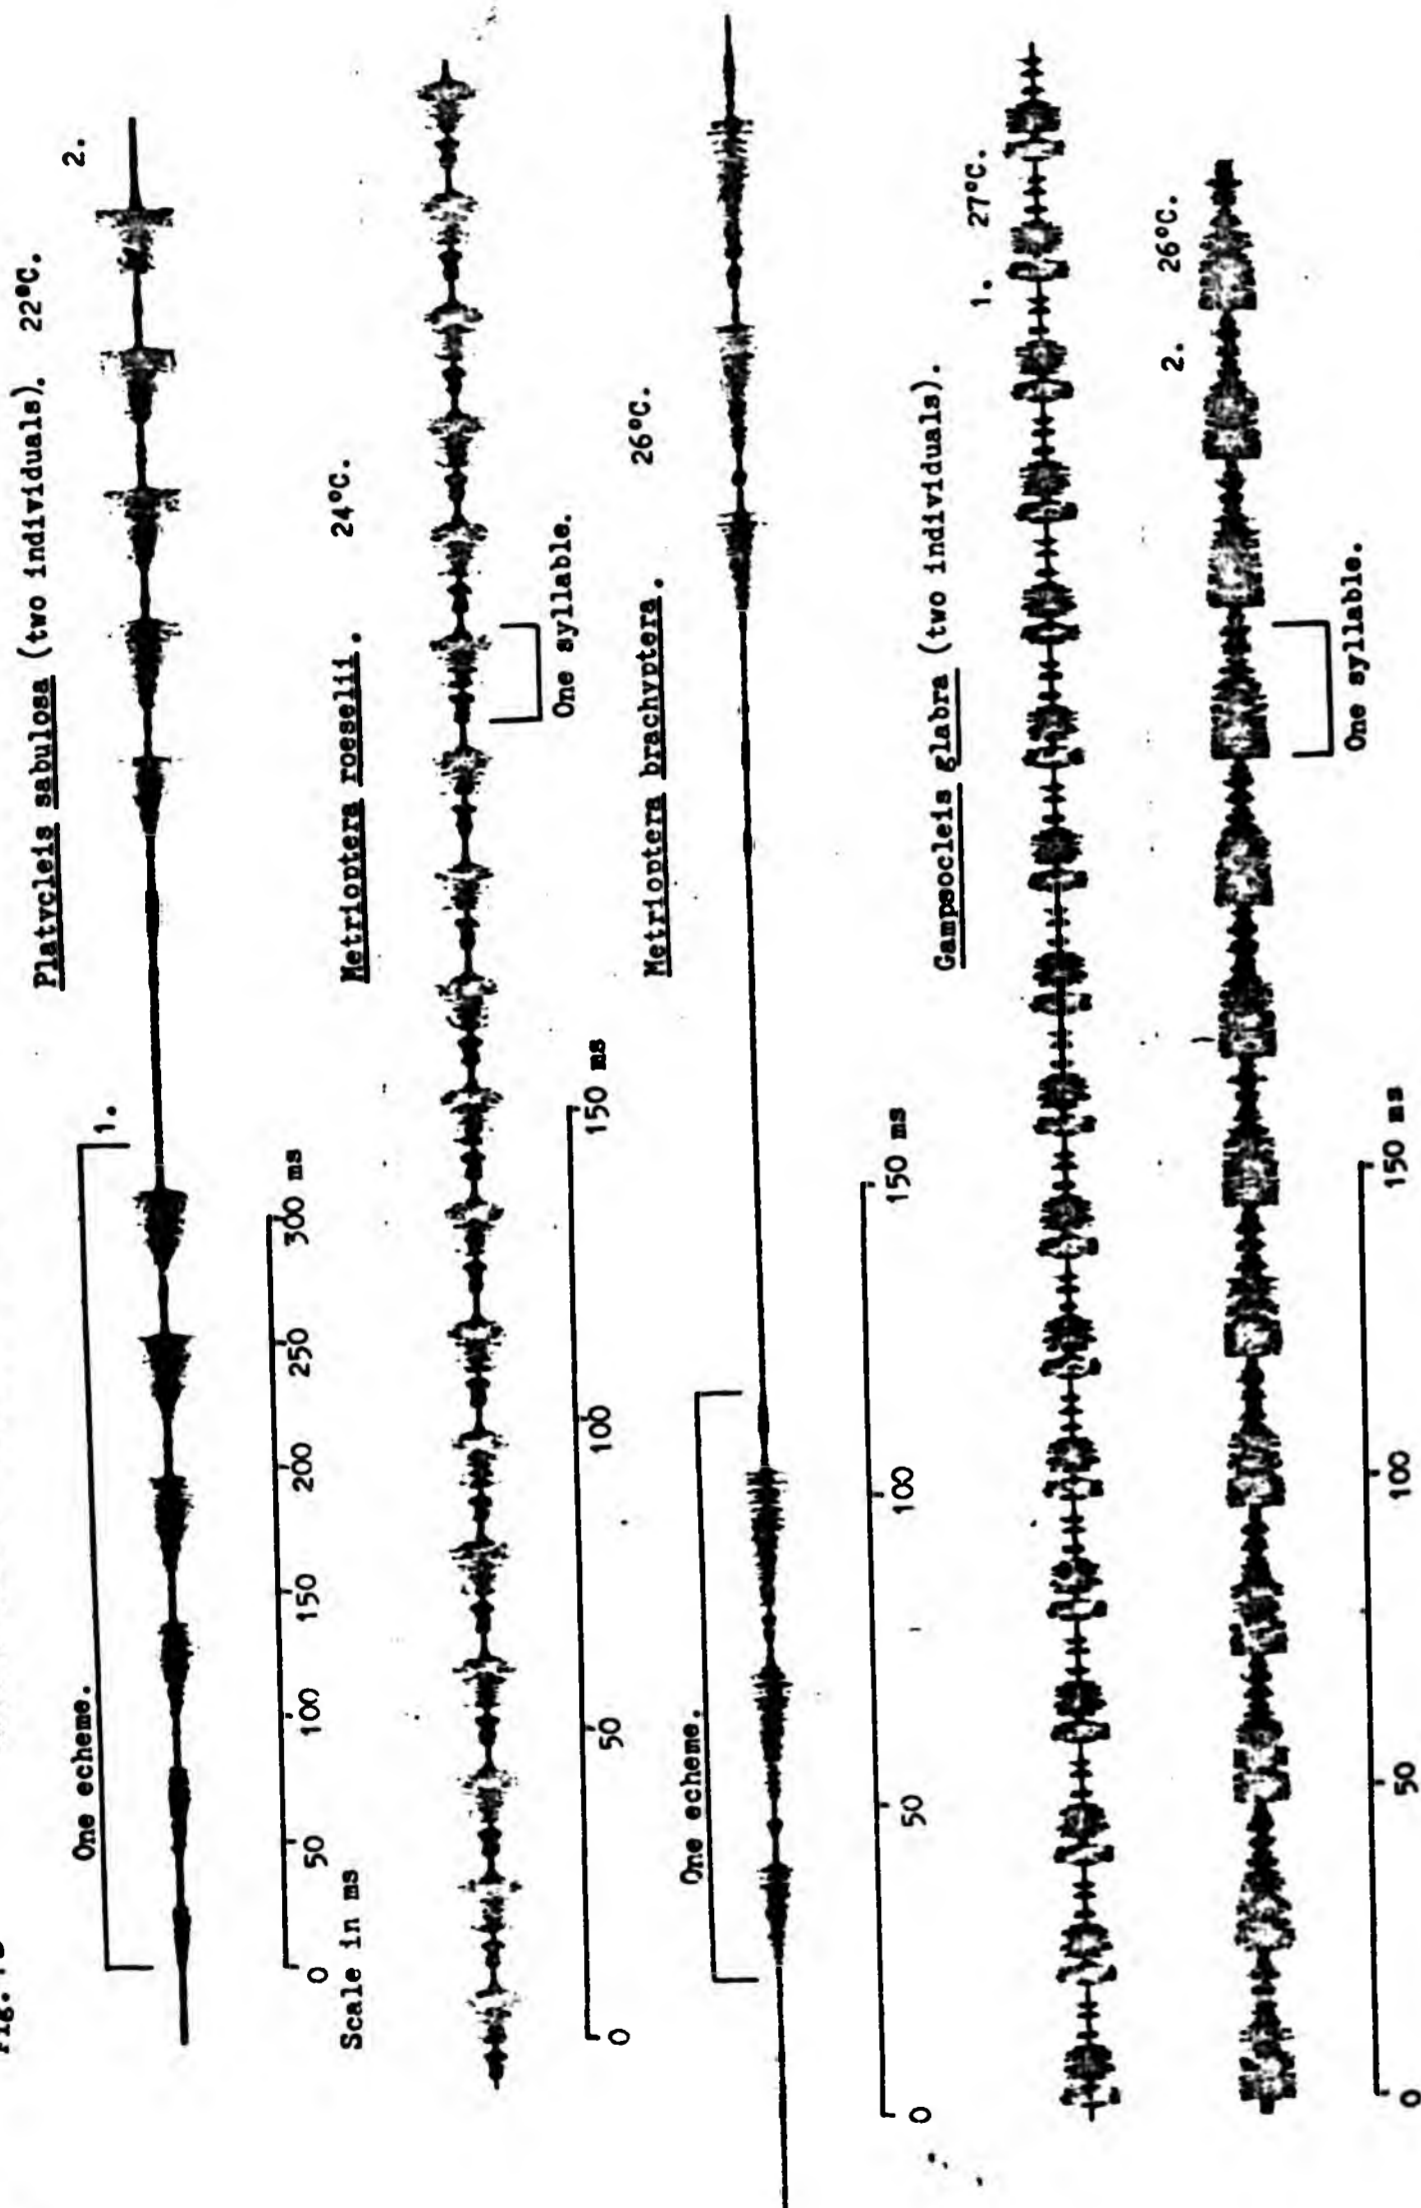 Platycleis sabulosa (two individuals). 22°C.
One echeme.
1.
2.
0 50 100 150 200 250 300 ms
Scale in ms
Metrioptera roeselii. 24°C.
One syllable.
0 50 100 150 ms
Metrioptera brachyptera. 26°C.
One echeme.
0 50 100 150 ms
Gampsocleis glabra (two individuals).
1. 27°C.
2. 26°C.
One syllable.
0 50 100 150 ms